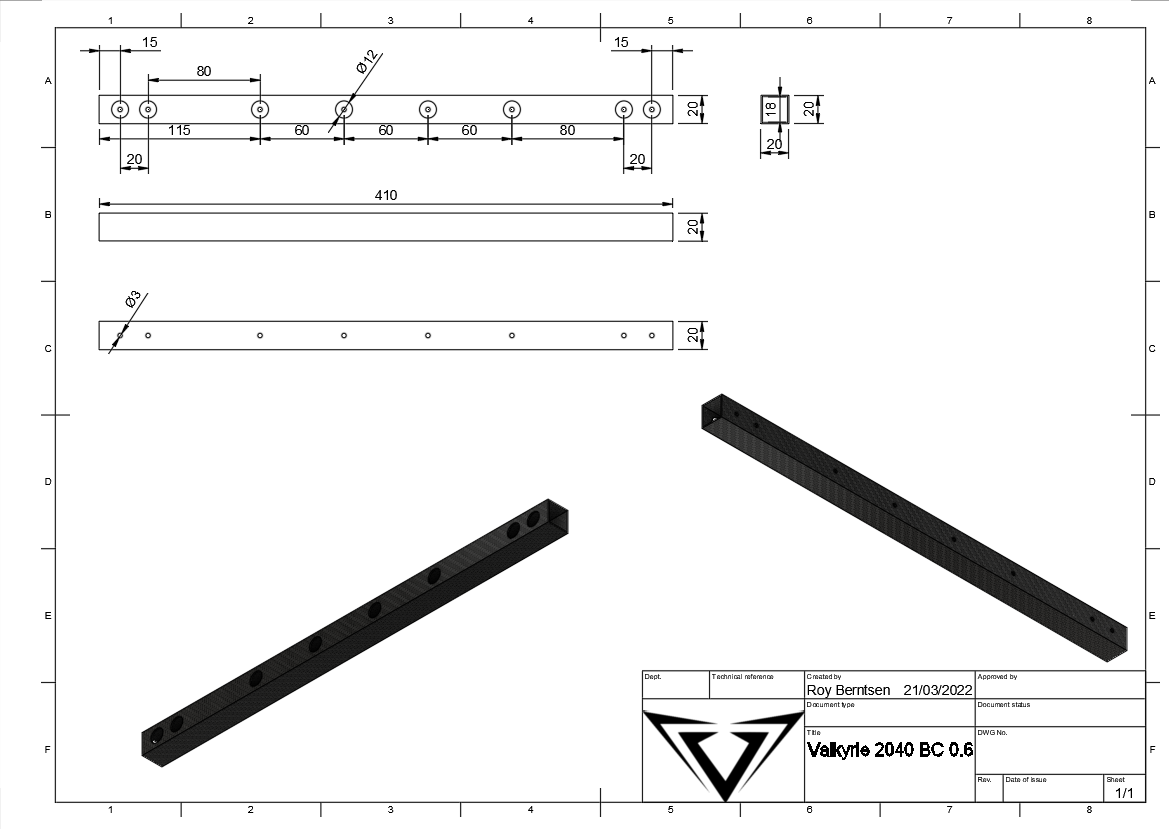 1 2 3 4 5 6 7 8
A A
15 15
Ø12
80
20 18 20
115 60 60 60 80
20
20 20
410
B B
20
Ø3
20
C C
D D
E E
Dept. Technical reference Created by Approved by
Roy Berntsen 21/03/2022
Document type Document status
Title DWG No.
Valkyrie 2040 BC 0.6
F F
Rev. Date of issue Sheet
1/1
1 2 3 4 5 6 7 8